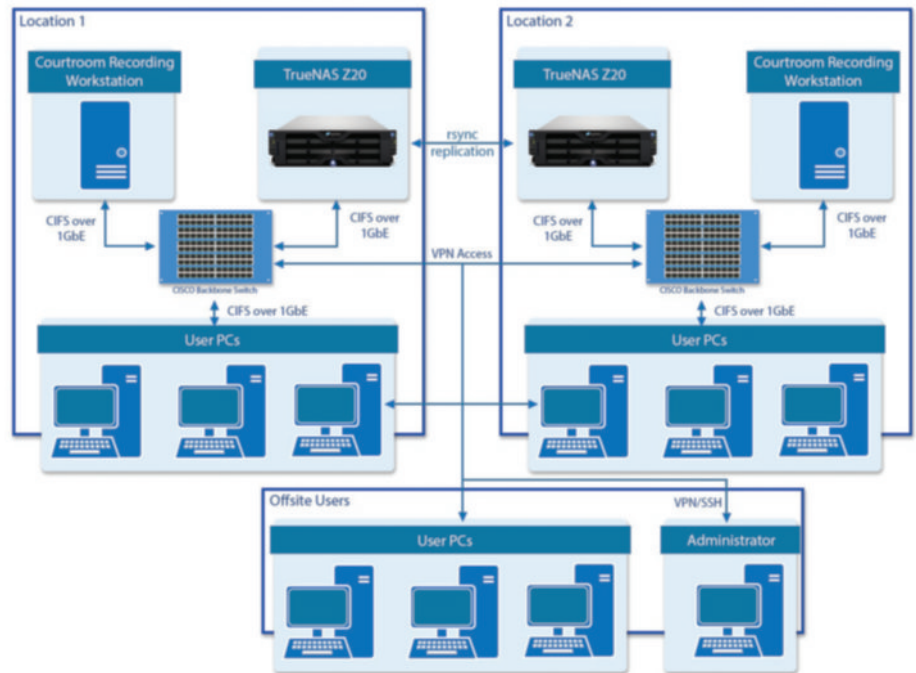 Location 1
Courtroom Recording
Workstation
TrueNAS Z20
CIFS over
1GbE
CIFS over
1GbE
CISCO Backbone Switch
CIFS over 1GbE
User PCs
rsync
replication
VPN Access
Location 2
TrueNAS Z20
Courtroom Recording
Workstation
CIFS over
1GbE
CIFS over
1GbE
CISCO Backbone Switch
CIFS over 1GbE
User PCs
Offsite Users
VPN/SSH
User PCs
Administrator